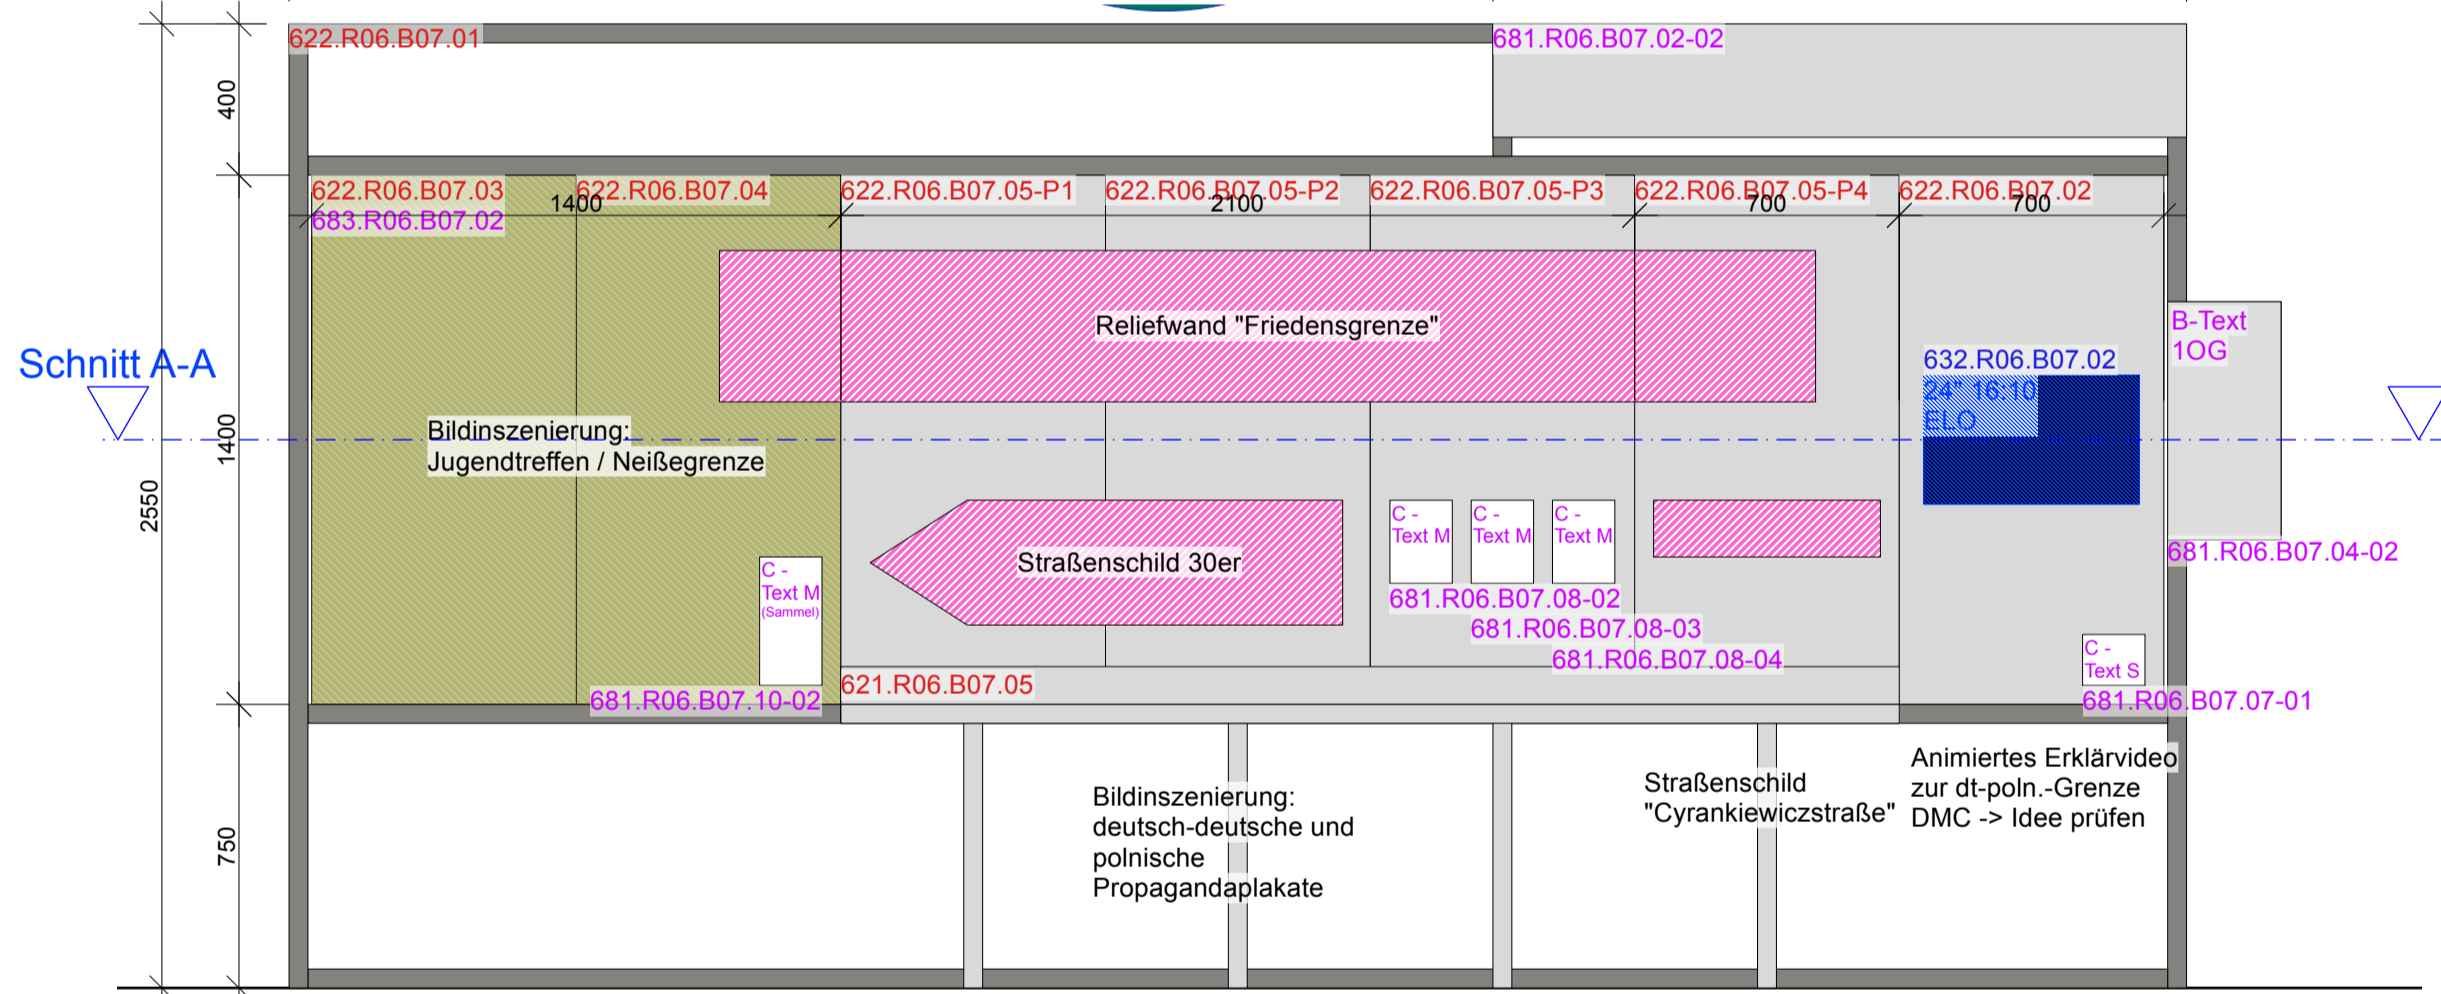 622.R06.B07.01
681.R06.B07.02-02
400
622.R06.B07.03
622.R06.B07.04
622.R06.B07.05-P1
622.R06.B07.05-P2
622.R06.B07.05-P3
622.R06.B07.05-P4
622.R06.B07.02
1400
2100
700
700
683.R06.B07.02
Reliefwand "Friedensgrenze"
B-Text
1OG
Schnitt A-A
632.R06.B07.02
24" 16:10
ELO
1400
Bildinszenierung:
Jugendtreffen / Neißegrenze
2550
C -
Text M
C -
Text M
C -
Text M
Straßenschild 30er
681.R06.B07.04-02
C -
Text M
(Sammel)
681.R06.B07.08-02
681.R06.B07.08-03
681.R06.B07.08-04
C -
Text S
621.R06.B07.05
681.R06.B07.10-02
681.R06.B07.07-01
750
Bildinszenierung:
deutsch-deutsche und
polnische
Propagandaplakate
Straßenschild
"Cyrankiewiczstraße"
Animiertes Erklärvideo
zur dt-poln.-Grenze
DMC -> Idee prüfen